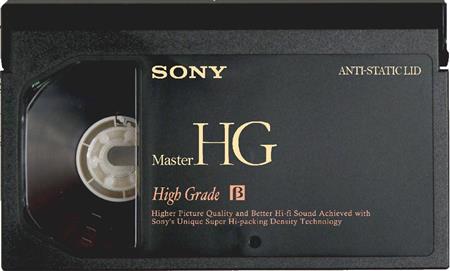 SONY
ANTI-STATIC LID
Master HG
High Grade β
Higher Picture Quality and Better Hi-fi Sound Achieved with
Sony's Unique Super Hi-packing Density Technology